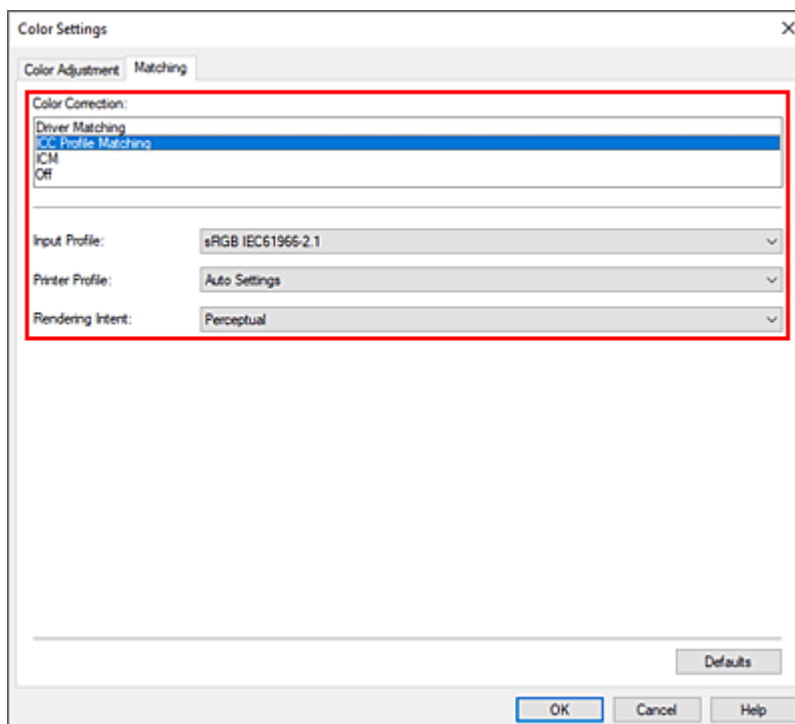 Color Settings
Color Adjustment Matching
Color Correction:
Driver Matching
ICC Profile Matching
ICM
Off
Input Profile: sRGB IEC61966-2.1
Printer Profile: Auto Settings
Rendering Intent: Perceptual
Defaults
OK Cancel Help